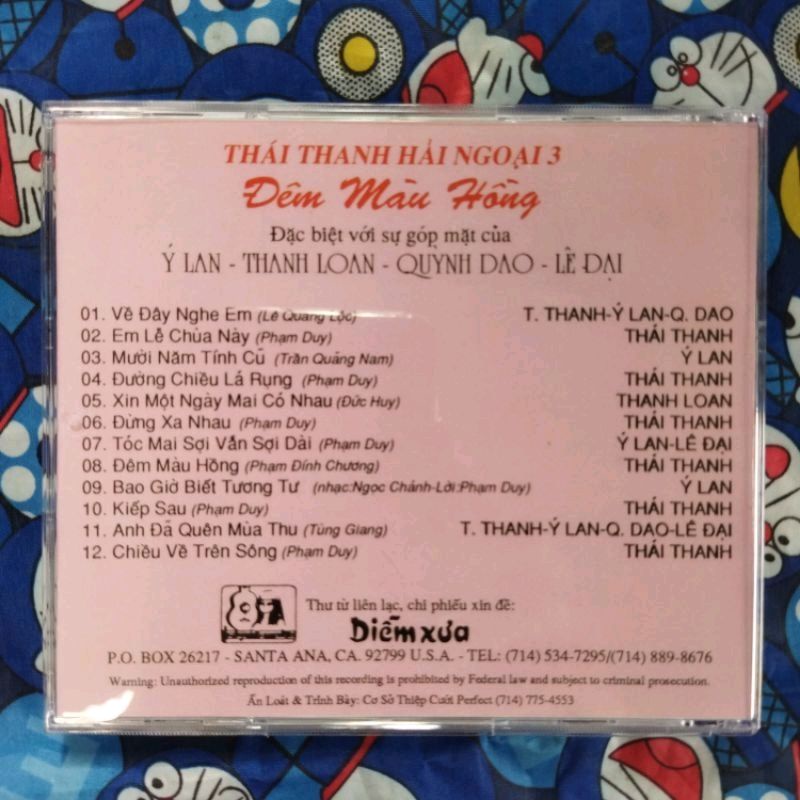 THÁI THANH HẢI NGOẠI 3
Đêm Màu Hồng
Đặc biệt với sự góp mặt của
Ý LAN - THANH LOAN - QUỲNH DAO - LÊ ĐẠI
01. Về Đây Nghe Em (Lê Quang Lộc) T. THANH-Ý LAN-Q. DAO
02. Em Lễ Chùa Này (Phạm Duy) THÁI THANH
03. Mười Năm Tính Cũ (Trần Quảng Nam) Ý LAN
04. Đường Chiều Lá Rụng (Phạm Duy) THÁI THANH
05. Xin Một Ngày Mai Có Nhau (Đức Huy) THANH LOAN
06. Đừng Xa Nhau (Phạm Duy) THÁI THANH
07. Tóc Mai Sợi Vắn Sợi Dài (Phạm Duy) Ý LAN-LÊ ĐẠI
08. Đêm Màu Hồng (Phạm Đính Chương) THÁI THANH
09. Bao Giờ Biết Tương Tư (nhạc:Ngọc Chánh-Lời:Phạm Duy) Ý LAN
10. Kiếp Sau (Phạm Duy) THÁI THANH
11. Anh Đã Quên Mùa Thu (Tùng Giang) T. THANH-Ý LAN-Q. DAO-LÊ ĐẠI
12. Chiều Về Trên Sông (Phạm Duy) THÁI THANH
Thư từ liên lạc, chi phiếu xin đề:
Diễm xưa
P.O. BOX 26217 - SANTA ANA, CA. 92799 U.S.A. - TEL: (714) 534-7295/(714) 889-8676
Warning: Unauthorized reproduction of this recording is prohibited by Federal law and subject to criminal prosecution.
Ấn Loát & Trình Bày: Cơ Sở Thiệp Cưới Perfect (714) 775-4553